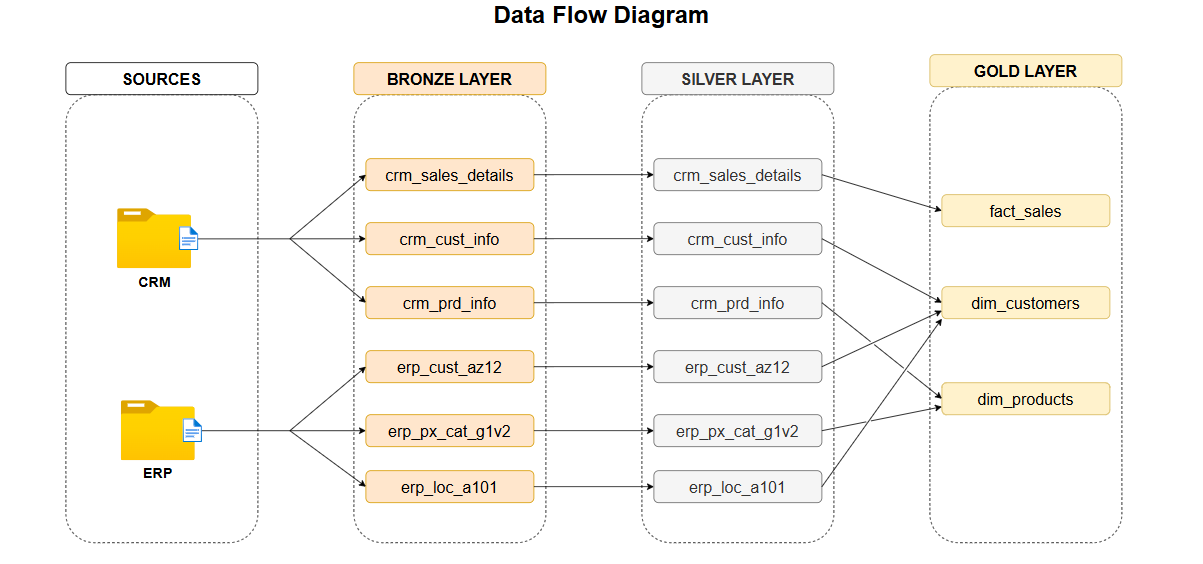 Data Flow Diagram
SOURCES
CRM
ERP
BRONZE LAYER
crm_sales_details
crm_cust_info
crm_prd_info
erp_cust_az12
erp_px_cat_g1v2
erp_loc_a101
SILVER LAYER
crm_sales_details
crm_cust_info
crm_prd_info
erp_cust_az12
erp_px_cat_g1v2
erp_loc_a101
GOLD LAYER
fact_sales
dim_customers
dim_products